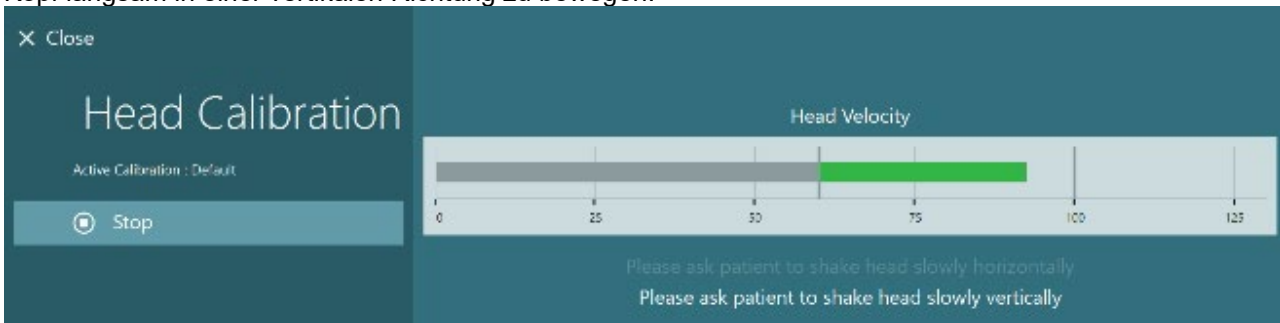 Kopf langsam in einer vertikalen Richtung zu bewegen.
Close
Head Calibration
Active Calibration : Default
Stop
Head Velocity
0 25 50 75 100 125
Please ask patient to shake head slowly horizontally
Please ask patient to shake head slowly vertically